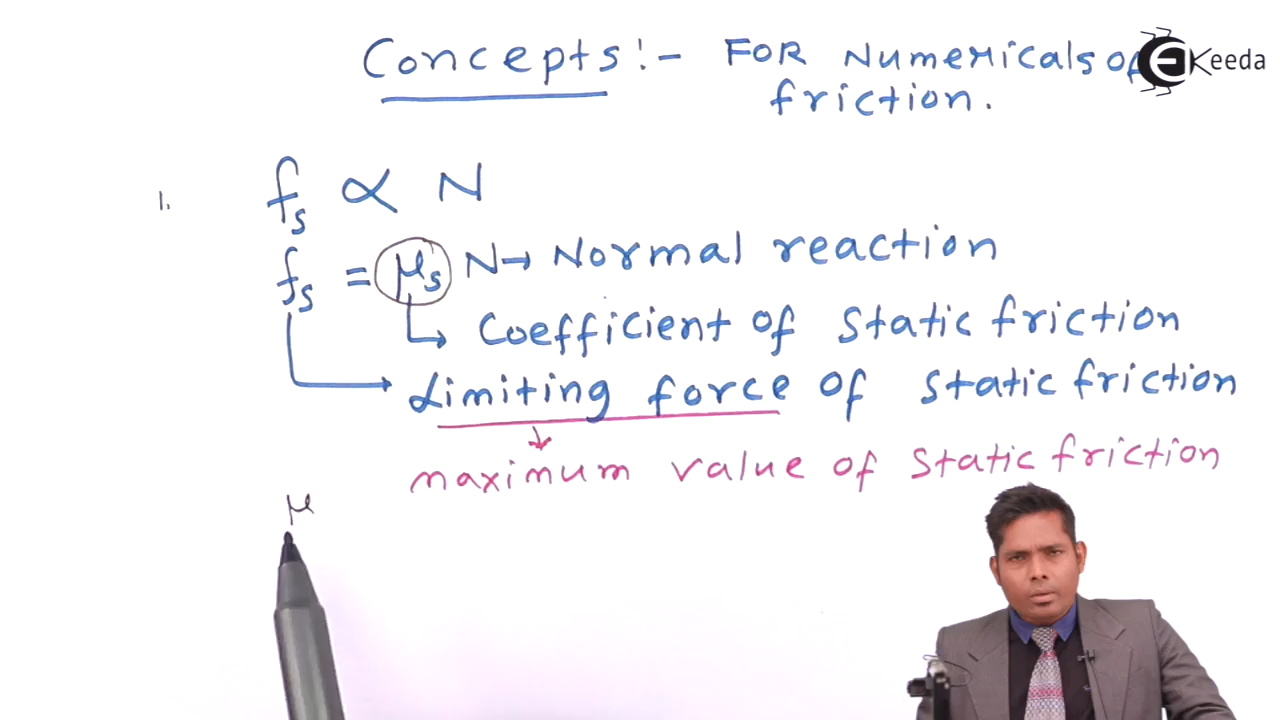 Concepts:- FOR Numericals of
friction.
EKeeda
1. fs ∝ N
fs = μs N → Normal reaction
↳ Coefficient of static friction
→ Limiting force of static friction
↓
maximum value of static friction
μ